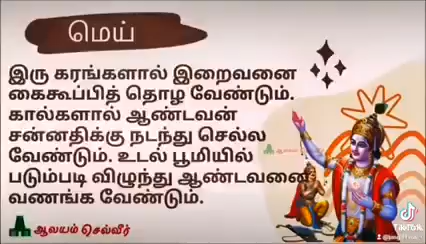 மெய்
இரு கரங்களால் இறைவனை
கைகூப்பித் தொழ வேண்டும்.
கால்களால் ஆண்டவன்
சன்னதிக்கு நடந்து செல்ல
வேண்டும். உடல் பூமியில்
படும்படி விழுந்து ஆண்டவனை
வணங்க வேண்டும்.
ஆலயம்
ஆலயம் செல்வீர்
TikTok